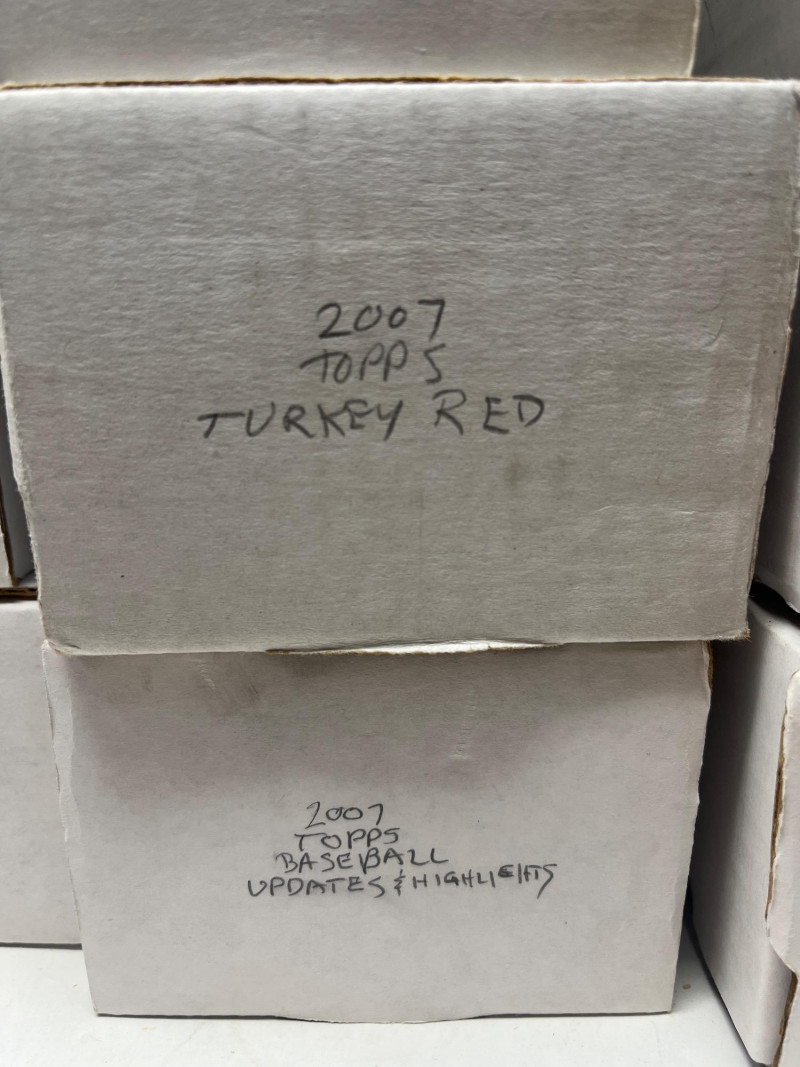 2007
TOPPS
TURKEY RED
2007
TOPPS
BASEBALL
UPDATES & HIGHLIGHTS